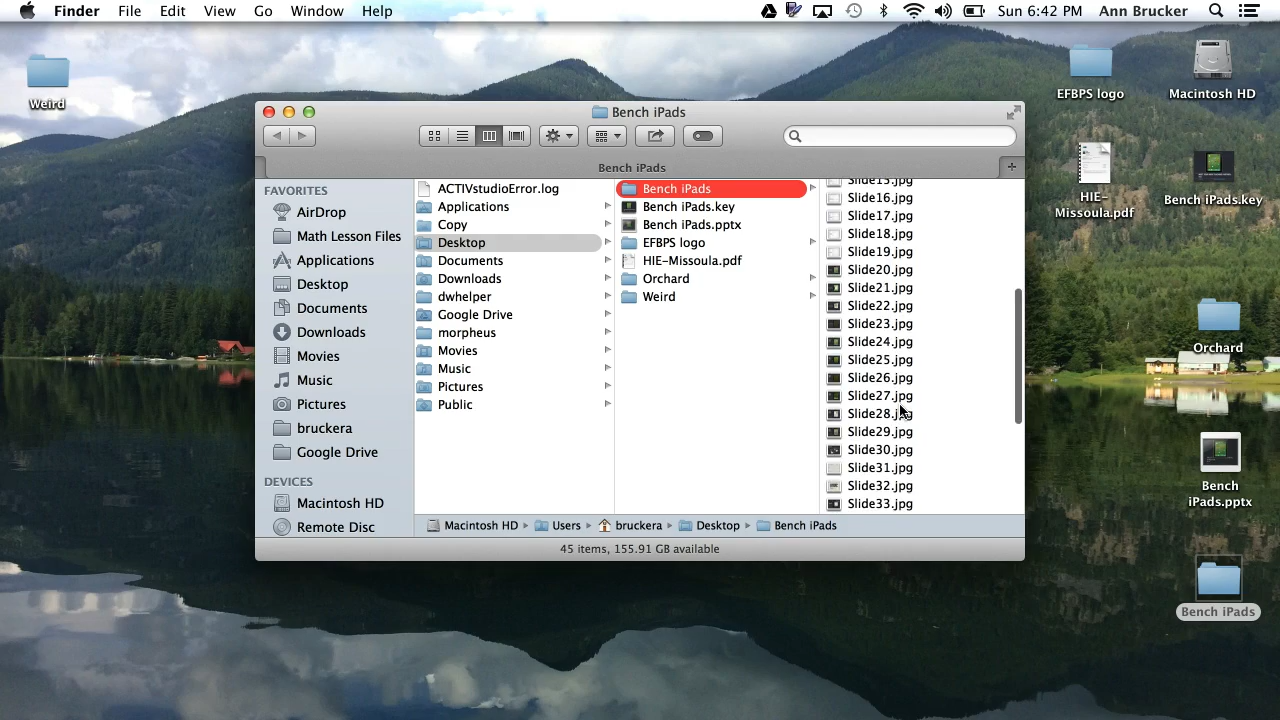 Finder File Edit View Go Window Help
Sun 6:42 PM Ann Brucker
Weird
EFBPS logo
Macintosh HD
HIE-
Missoula.pdf
Bench iPads.key
Orchard
Bench
iPads.pptx
Bench iPads
Bench iPads
Bench iPads
FAVORITES
AirDrop
Math Lesson Files
Applications
Desktop
Documents
Downloads
Movies
Music
Pictures
bruckera
Google Drive
DEVICES
Macintosh HD
Remote Disc
ACTIVstudioError.log
Applications
Copy
Desktop
Documents
Downloads
dwhelper
Google Drive
morpheus
Movies
Music
Pictures
Public
Bench iPads
Bench iPads.key
Bench iPads.pptx
EFBPS logo
HIE-Missoula.pdf
Orchard
Weird
Slide15.jpg
Slide16.jpg
Slide17.jpg
Slide18.jpg
Slide19.jpg
Slide20.jpg
Slide21.jpg
Slide22.jpg
Slide23.jpg
Slide24.jpg
Slide25.jpg
Slide26.jpg
Slide27.jpg
Slide28.jpg
Slide29.jpg
Slide30.jpg
Slide31.jpg
Slide32.jpg
Slide33.jpg
Macintosh HD Users bruckera Desktop Bench iPads
45 items, 155.91 GB available